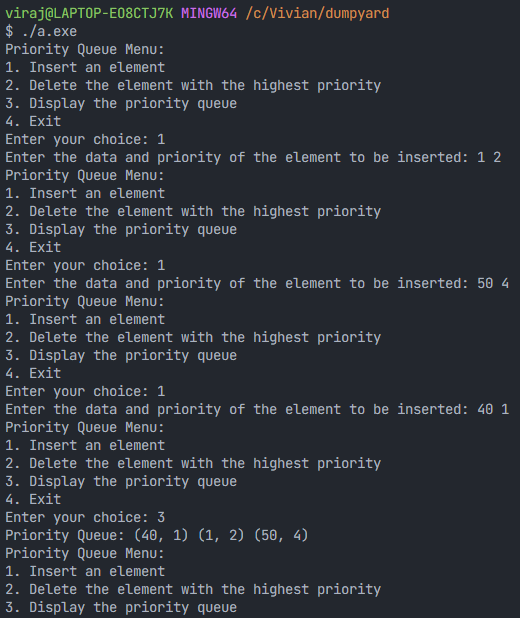 viraj@LAPTOP-EO8CTJ7K MINGW64 /c/Vivian/dumpyard
$ ./a.exe
Priority Queue Menu:
1. Insert an element
2. Delete the element with the highest priority
3. Display the priority queue
4. Exit
Enter your choice: 1
Enter the data and priority of the element to be inserted: 1 2
Priority Queue Menu:
1. Insert an element
2. Delete the element with the highest priority
3. Display the priority queue
4. Exit
Enter your choice: 1
Enter the data and priority of the element to be inserted: 50 4
Priority Queue Menu:
1. Insert an element
2. Delete the element with the highest priority
3. Display the priority queue
4. Exit
Enter your choice: 1
Enter the data and priority of the element to be inserted: 40 1
Priority Queue Menu:
1. Insert an element
2. Delete the element with the highest priority
3. Display the priority queue
4. Exit
Enter your choice: 3
Priority Queue: (40, 1) (1, 2) (50, 4)
Priority Queue Menu:
1. Insert an element
2. Delete the element with the highest priority
3. Display the priority queue